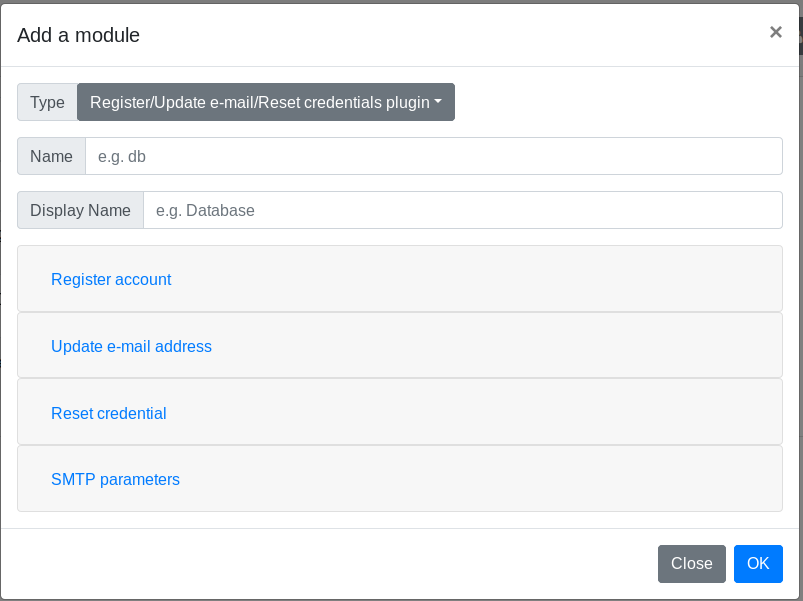 Add a module
×
Type Register/Update e-mail/Reset credentials plugin
Name e.g. db
Display Name e.g. Database
Register account
Update e-mail address
Reset credential
SMTP parameters
Close OK